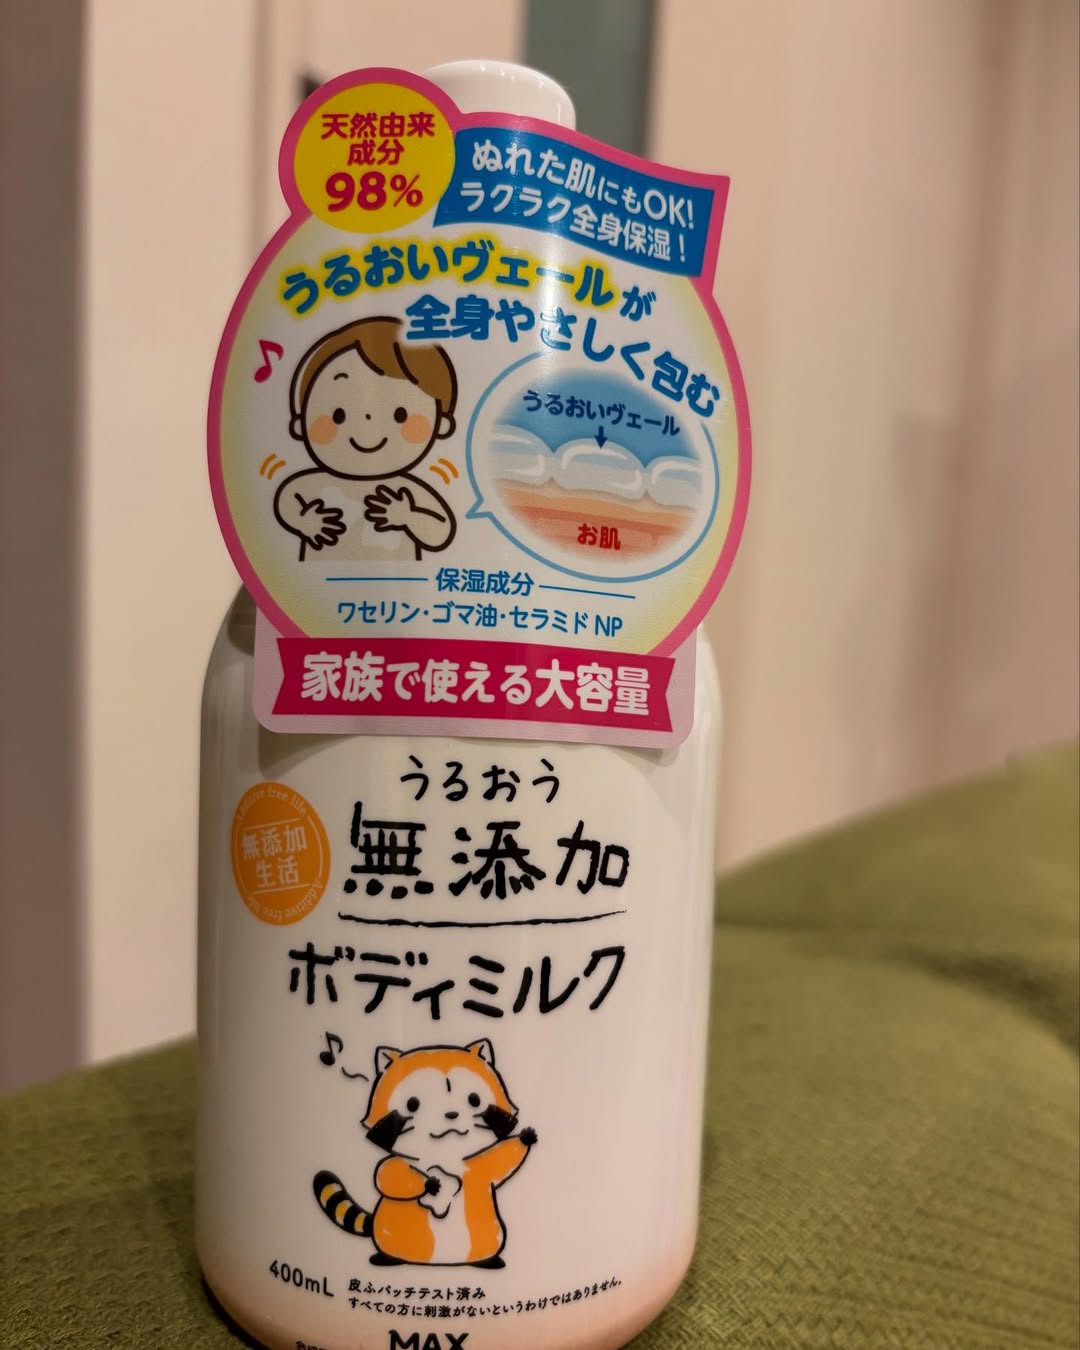 天然由来
成分
98%
ぬれた肌にもOK!
ラクラク全身保湿!
うるおいヴェールが
全身やさしく包む
うるおいヴェール
お肌
保湿成分
ワセリン・ゴマ油・セラミドNP
家族で使える大容量
うるおう
無添加
ボディミルク
Additive free life
無添加
生活
Additive free life
400mL
皮ふパッチテスト済み
すべての方に刺激がないというわけではありません。
MAX